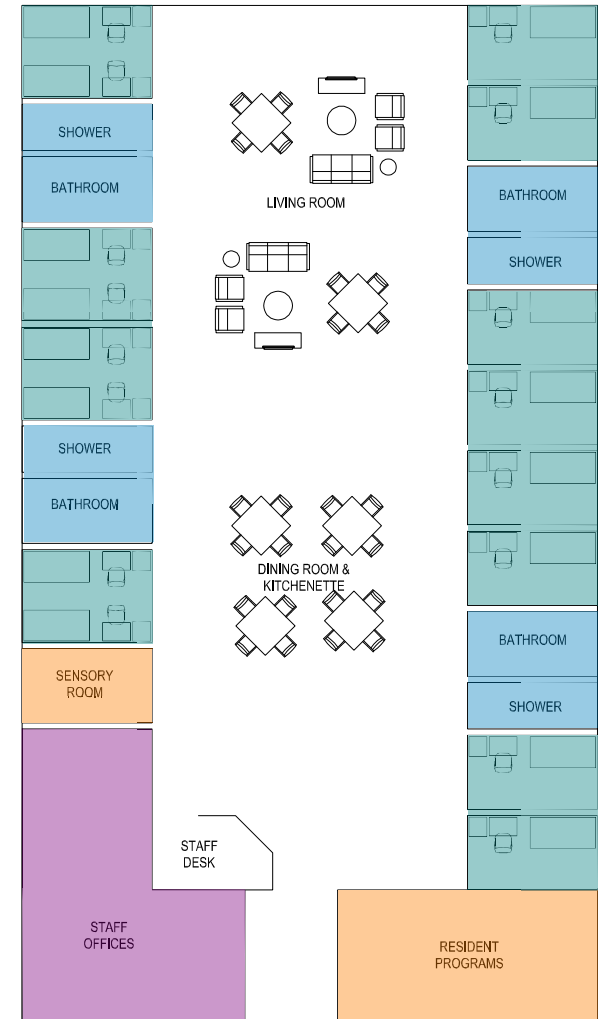 SHOWER
BATHROOM
LIVING ROOM
BATHROOM
SHOWER
SHOWER
BATHROOM
DINING ROOM &
KITCHENETTE
BATHROOM
SENSORY
ROOM
SHOWER
STAFF
DESK
STAFF
OFFICES
RESIDENT
PROGRAMS